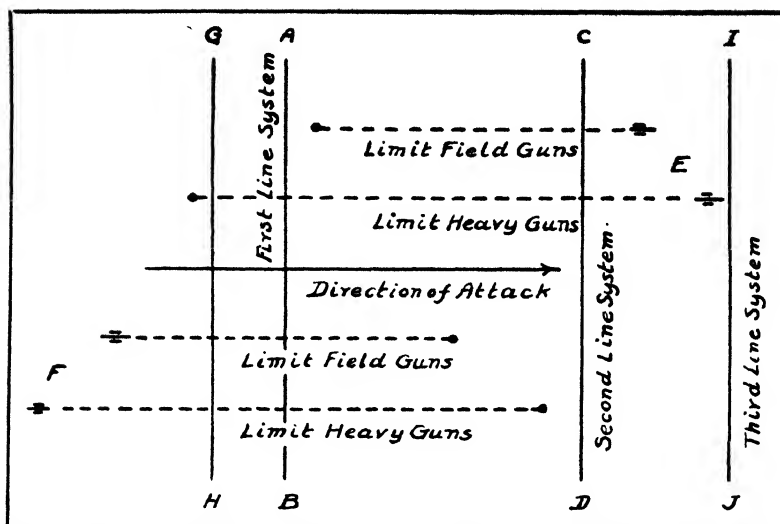 G A C I
First Line System
Limit Field Guns
E
Limit Heavy Guns
Direction of Attack
Second Line System.
Third Line System
Limit Field Guns
F
Limit Heavy Guns
H B D J